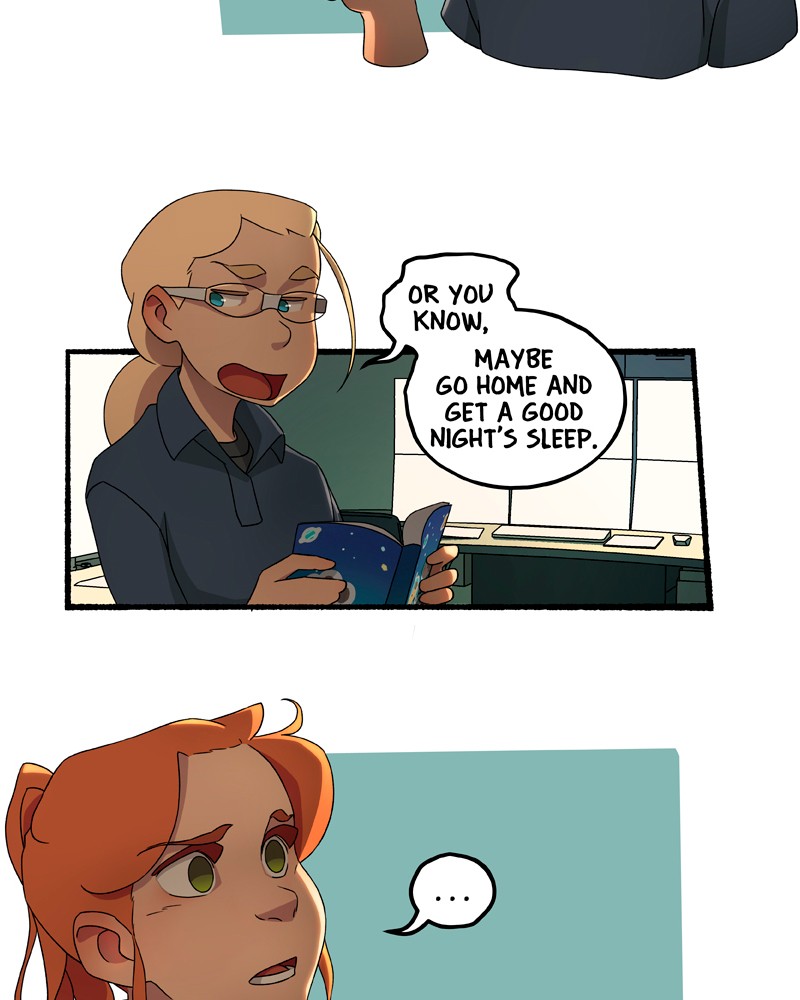 OR YOU
KNOW,
MAYBE
GO HOME AND
GET A GOOD
NIGHT'S SLEEP.
...